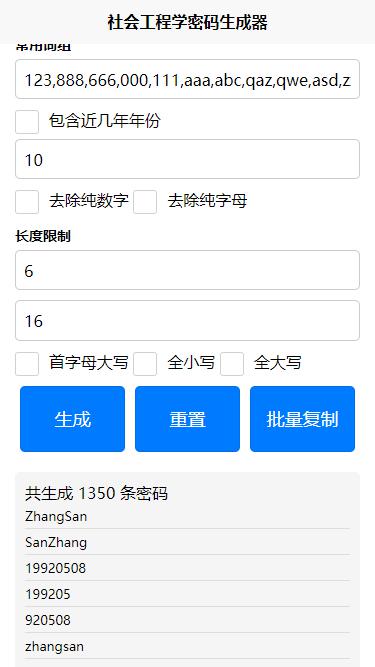 社会工程学密码生成器
常用词组
123,888,666,000,111,aaa,abc,qaz,qwe,asd,z
包含近几年年份
10
去除纯数字 去除纯字母
长度限制
6
16
首字母大写 全小写 全大写
生成 重置 批量复制
共生成 1350 条密码
ZhangSan
SanZhang
19920508
199205
920508
zhangsan